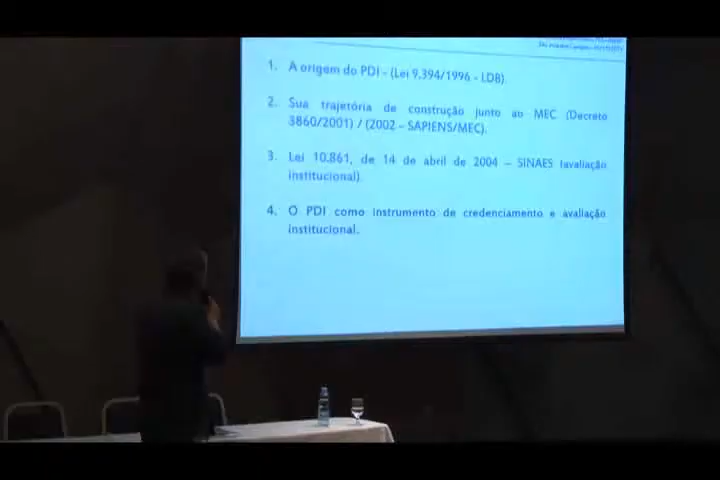 1. A origem do PDI - (Lei 9.394/1996 - LDB).
2. Sua trajetória de construção junto ao MEC (Decreto
3860/2001) / (2002 – SAPIENS/MEC).
3. Lei 10.861, de 14 de abril de 2004 – SINAES (avaliação
institucional).
4. O PDI como instrumento de credenciamento e avaliação
institucional.